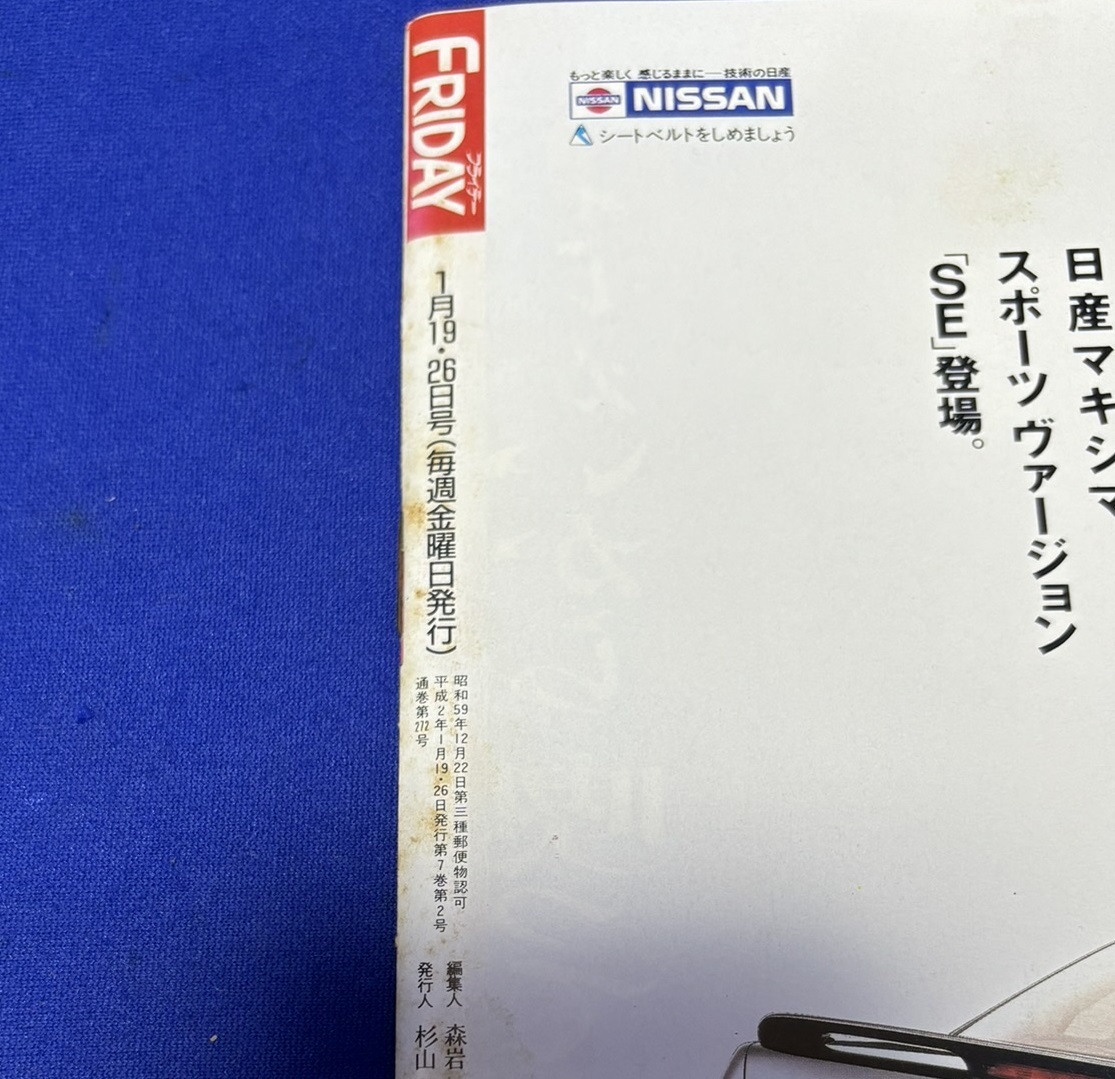 FRIDAY
フライデー
1月19・26日号(毎週金曜日発行)
昭和59年12月22日第三種郵便物認可
平成2年1月19・26日発行第7巻第2号
通巻第272号
編集人 森岩
発行人 杉山
もっと楽しく 感じるままに——技術の日産
NISSAN
NISSAN
シートベルトをしめましょう
日産マキシマ
スポーツ ヴァージョン
「SE」登場。